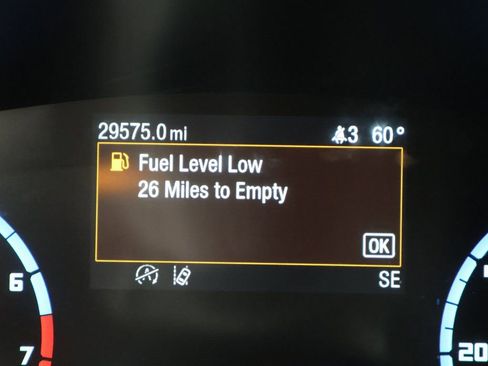 29575.0 mi 3 60°
Fuel Level Low
26 Miles to Empty
OK
A SE
6
7
20